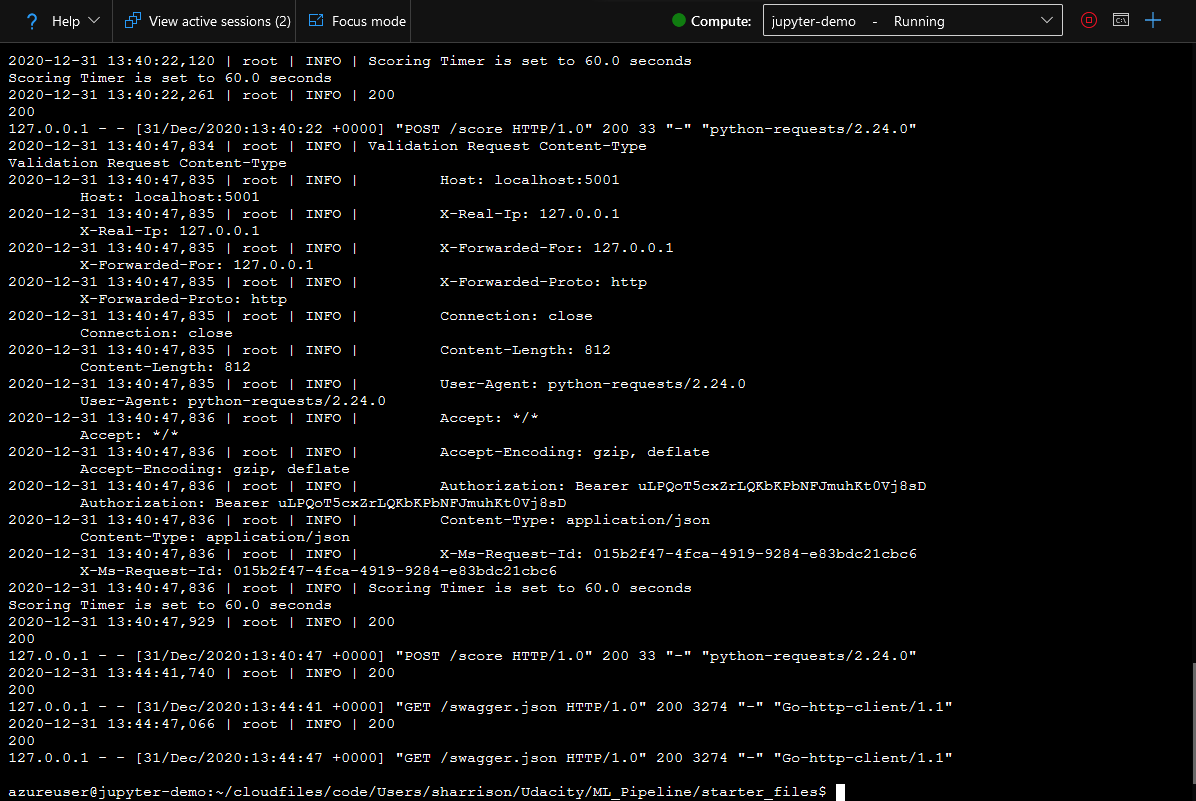 ? Help View active sessions (2) Focus mode Compute: jupyter-demo - Running
2020-12-31 13:40:22,120 | root | INFO | Scoring Timer is set to 60.0 seconds
Scoring Timer is set to 60.0 seconds
2020-12-31 13:40:22,261 | root | INFO | 200
200
127.0.0.1 - - [31/Dec/2020:13:40:22 +0000] "POST /score HTTP/1.0" 200 33 "-" "python-requests/2.24.0"
2020-12-31 13:40:47,834 | root | INFO | Validation Request Content-Type
Validation Request Content-Type
2020-12-31 13:40:47,835 | root | INFO |         Host: localhost:5001
        Host: localhost:5001
2020-12-31 13:40:47,835 | root | INFO |         X-Real-Ip: 127.0.0.1
        X-Real-Ip: 127.0.0.1
2020-12-31 13:40:47,835 | root | INFO |         X-Forwarded-For: 127.0.0.1
        X-Forwarded-For: 127.0.0.1
2020-12-31 13:40:47,835 | root | INFO |         X-Forwarded-Proto: http
        X-Forwarded-Proto: http
2020-12-31 13:40:47,835 | root | INFO |         Connection: close
        Connection: close
2020-12-31 13:40:47,835 | root | INFO |         Content-Length: 812
        Content-Length: 812
2020-12-31 13:40:47,835 | root | INFO |         User-Agent: python-requests/2.24.0
        User-Agent: python-requests/2.24.0
2020-12-31 13:40:47,836 | root | INFO |         Accept: */*
        Accept: */*
2020-12-31 13:40:47,836 | root | INFO |         Accept-Encoding: gzip, deflate
        Accept-Encoding: gzip, deflate
2020-12-31 13:40:47,836 | root | INFO |         Authorization: Bearer uLPQoT5cxZrLQKbKPbNFJmuhKt0Vj8sD
        Authorization: Bearer uLPQoT5cxZrLQKbKPbNFJmuhKt0Vj8sD
2020-12-31 13:40:47,836 | root | INFO |         Content-Type: application/json
        Content-Type: application/json
2020-12-31 13:40:47,836 | root | INFO |         X-Ms-Request-Id: 015b2f47-4fca-4919-9284-e83bdc21cbc6
        X-Ms-Request-Id: 015b2f47-4fca-4919-9284-e83bdc21cbc6
2020-12-31 13:40:47,836 | root | INFO | Scoring Timer is set to 60.0 seconds
Scoring Timer is set to 60.0 seconds
2020-12-31 13:40:47,929 | root | INFO | 200
200
127.0.0.1 - - [31/Dec/2020:13:40:47 +0000] "POST /score HTTP/1.0" 200 33 "-" "python-requests/2.24.0"
2020-12-31 13:44:41,740 | root | INFO | 200
200
127.0.0.1 - - [31/Dec/2020:13:44:41 +0000] "GET /swagger.json HTTP/1.0" 200 3274 "-" "Go-http-client/1.1"
2020-12-31 13:44:47,066 | root | INFO | 200
200
127.0.0.1 - - [31/Dec/2020:13:44:47 +0000] "GET /swagger.json HTTP/1.0" 200 3274 "-" "Go-http-client/1.1"
azureuser@jupyter-demo:~/cloudfiles/code/Users/sharrison/Udacity/ML_Pipeline/starter_files$